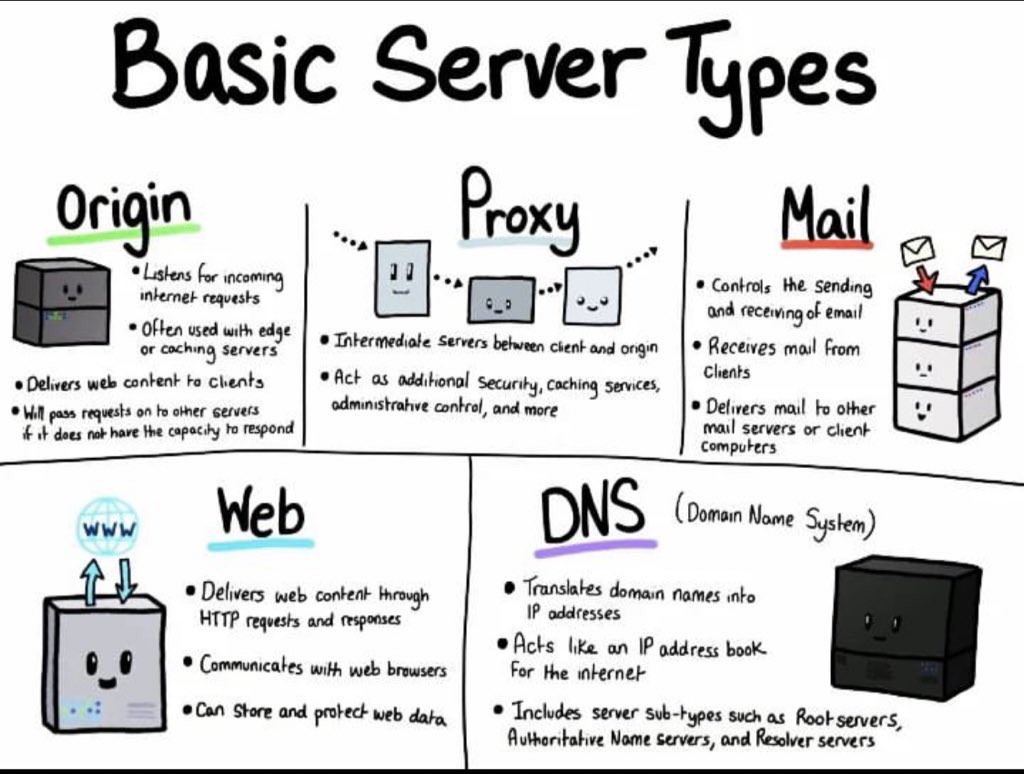 Basic Server Types
Origin
• Listens for incoming
internet requests
• Often used with edge
or caching servers
• Delivers web content to clients
• Will pass requests on to other servers
if it does not have the capacity to respond
Proxy
• Intermediate servers between client and origin
• Act as additional security, caching services,
administrative control, and more
Mail
• Controls the sending
and receiving of email
• Receives mail from
clients
• Delivers mail to other
mail servers or client
computers
Web
WWW
• Delivers web content through
HTTP requests and responses
• Communicates with web browsers
• Can store and protect web data
DNS (Domain Name System)
• Translates domain names into
IP addresses
• Acts like an IP address book
for the internet
• Includes server sub-types such as Root servers,
Authoritative Name servers, and Resolver servers